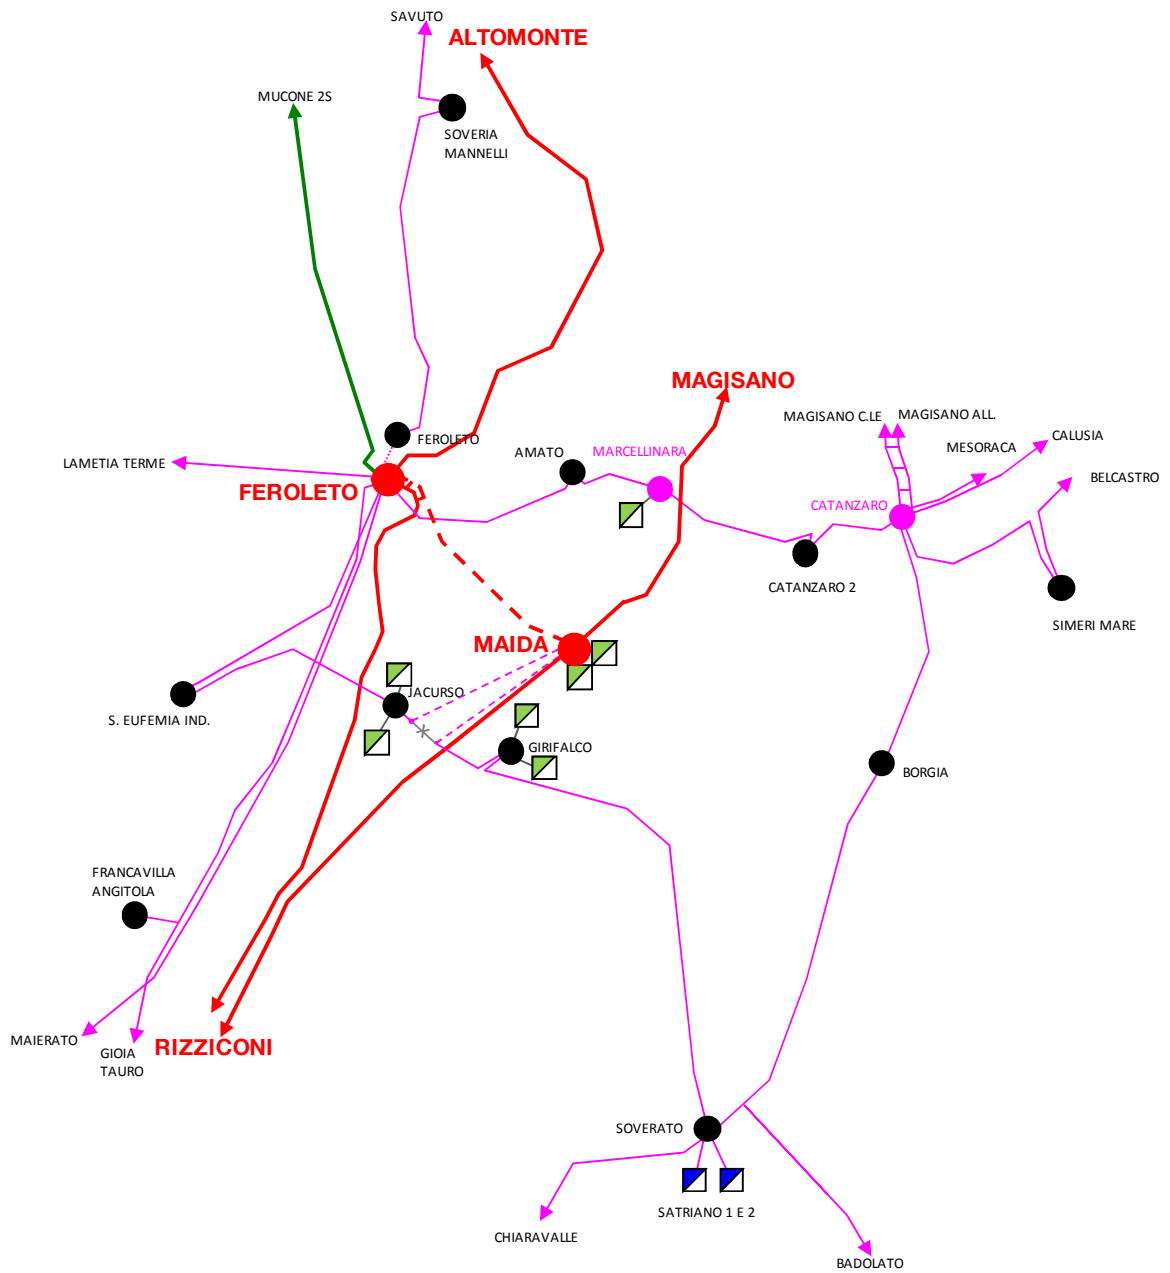 SAVUTO
ALTOMONTE
MUCONE 2S
SOVERIA
MANNELLI
MAGISANO
MAGISANO C.LE
MAGISANO ALL.
CALUSIA
MESORACA
FEROLETO
AMATO
MARCELLINARA
LAMETIA TERME
BELCASTRO
FEROLETO
CATANZARO
CATANZARO 2
SIMERI MARE
MAIDA
JACURSO
S. EUFEMIA IND.
GIRIFALCO
BORGIA
FRANCAVILLA
ANGITOLA
MAIERATO
GIOIA
TAURO
RIZZICONI
SOVERATO
SATRIANO 1 E 2
CHIARAVALLE
BADOLATO